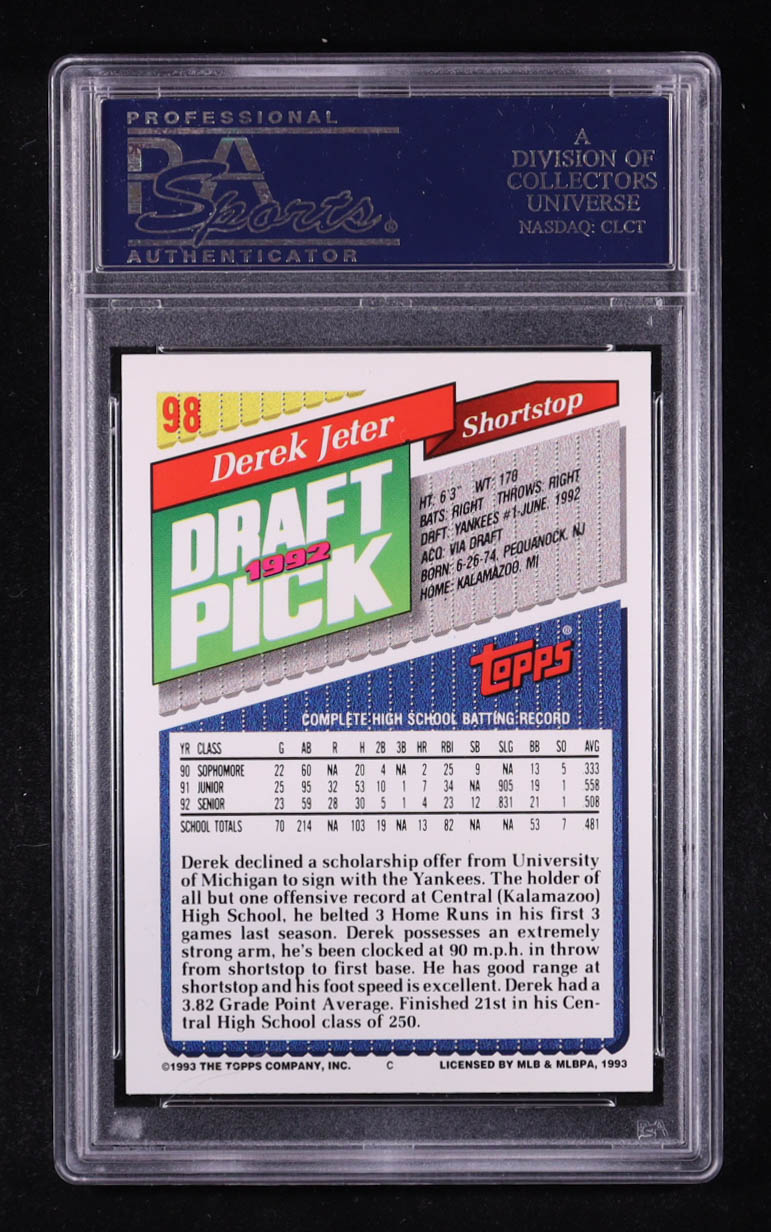 PROFESSIONAL
PSA
Sports®
AUTHENTICATOR
A
DIVISION OF
COLLECTORS
UNIVERSE
NASDAQ: CLCT
98
Derek Jeter
Shortstop
DRAFT
1992
PICK
HT: 6'3" WT: 178
BATS: RIGHT THROWS: RIGHT
DRFT: YANKEES #1-JUNE, 1992
ACQ: VIA DRAFT
BORN: 6-26-74, PEQUANOCK, NJ
HOME: KALAMAZOO, MI
Topps®
COMPLETE HIGH SCHOOL BATTING RECORD
YR CLASS G AB R H 2B 3B HR RBI SB SLG BB SO AVG
90 SOPHOMORE 22 60 NA 20 4 NA 2 25 9 NA 13 5 .333
91 JUNIOR 25 95 32 53 10 1 7 34 NA .905 19 1 .558
92 SENIOR 23 59 28 30 5 1 4 23 12 .831 21 1 .508
SCHOOL TOTALS 70 214 NA 103 19 NA 13 82 NA NA 53 7 .481
Derek declined a scholarship offer from University
of Michigan to sign with the Yankees. The holder of
all but one offensive record at Central (Kalamazoo)
High School, he belted 3 Home Runs in his first 3
games last season. Derek possesses an extremely
strong arm, he's been clocked at 90 m.p.h. in throw
from shortstop to first base. He has good range at
shortstop and his foot speed is excellent. Derek had a
3.82 Grade Point Average. Finished 21st in his Cen-
tral High School class of 250.
©1993 THE TOPPS COMPANY, INC. C LICENSED BY MLB & MLBPA, 1993
PSA